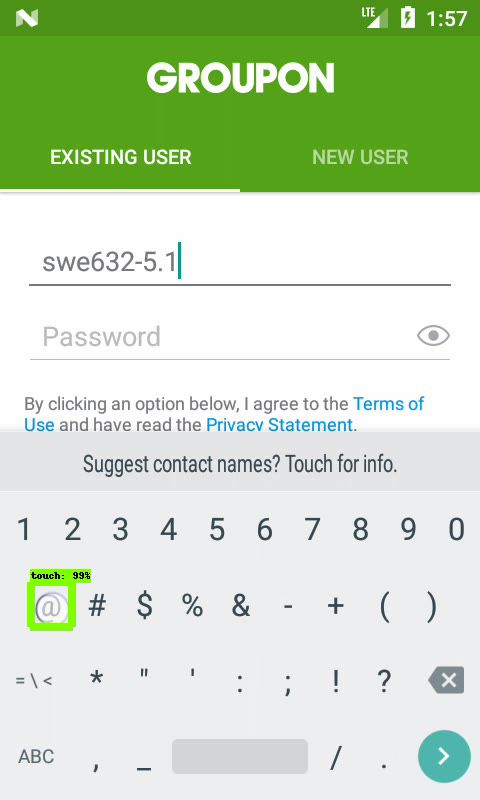 LTE 1:57
GROUPON
EXISTING USER NEW USER
swe632-5.1
Password
By clicking an option below, I agree to the Terms of
Use and have read the Privacy Statement.
Suggest contact names? Touch for info.
1 2 3 4 5 6 7 8 9 0
touch: 99%
@ # $ % & - + ( )
= \ < * " ' : ; ! ?
ABC , _ / .